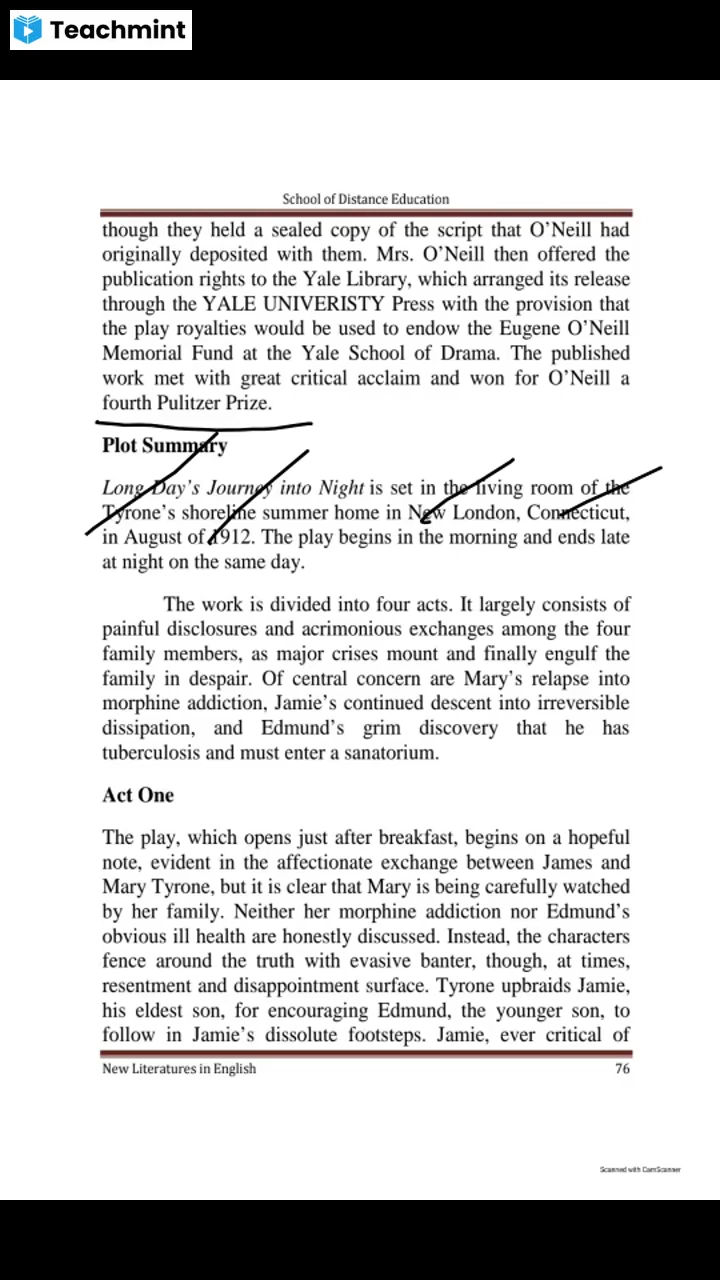 Teachmint
School of Distance Education
though they held a sealed copy of the script that O'Neill had
originally deposited with them. Mrs. O'Neill then offered the
publication rights to the Yale Library, which arranged its release
through the YALE UNIVERISTY Press with the provision that
the play royalties would be used to endow the Eugene O'Neill
Memorial Fund at the Yale School of Drama. The published
work met with great critical acclaim and won for O'Neill a
fourth Pulitzer Prize.
Plot Summary
Long Day's Journey into Night is set in the living room of the
Tyrone's shoreline summer home in New London, Connecticut,
in August of 1912. The play begins in the morning and ends late
at night on the same day.
The work is divided into four acts. It largely consists of
painful disclosures and acrimonious exchanges among the four
family members, as major crises mount and finally engulf the
family in despair. Of central concern are Mary's relapse into
morphine addiction, Jamie's continued descent into irreversible
dissipation, and Edmund's grim discovery that he has
tuberculosis and must enter a sanatorium.
Act One
The play, which opens just after breakfast, begins on a hopeful
note, evident in the affectionate exchange between James and
Mary Tyrone, but it is clear that Mary is being carefully watched
by her family. Neither her morphine addiction nor Edmund's
obvious ill health are honestly discussed. Instead, the characters
fence around the truth with evasive banter, though, at times,
resentment and disappointment surface. Tyrone upbraids Jamie,
his eldest son, for encouraging Edmund, the younger son, to
follow in Jamie's dissolute footsteps. Jamie, ever critical of
New Literatures in English 76
Scanned with CamScanner